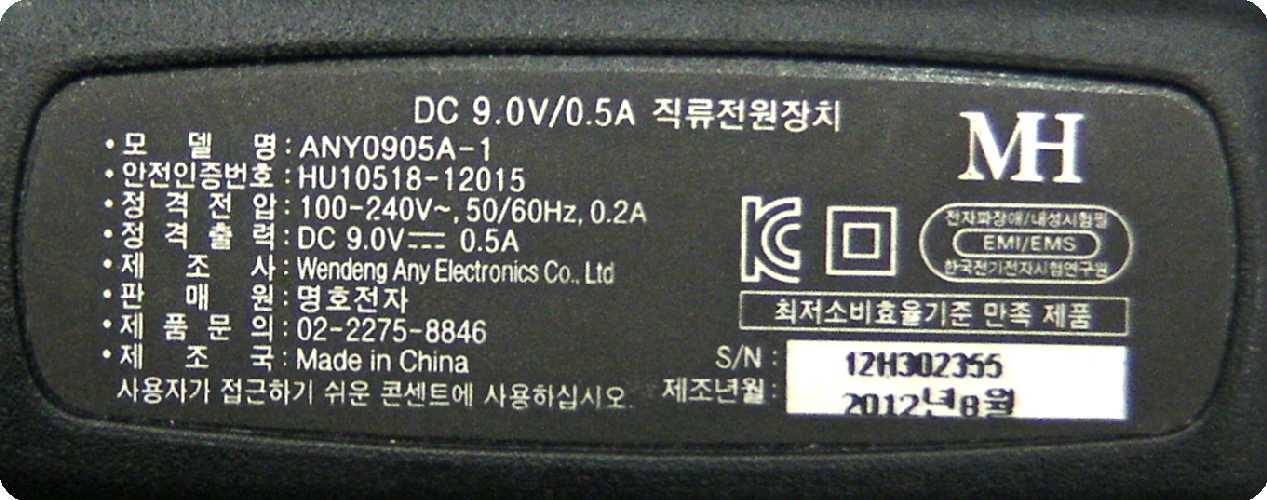 DC 9.0V/0.5A 직류전원장치
MH
• 모 델 명 : ANY0905A-1
• 안전인증번호 : HU10518-12015
• 정 격 전 압 : 100-240V~, 50/60Hz, 0.2A
• 정 격 출 력 : DC 9.0V⎓ 0.5A
• 제 조 사 : Wendeng Any Electronics Co., Ltd
• 판 매 원 : 명호전자
• 제 품 문 의 : 02-2275-8846
• 제 조 국 : Made in China
사용자가 접근하기 쉬운 콘센트에 사용하십시오.
전자파장애/내성시험필
EMI/EMS
한국전기전자시험연구원
최저소비효율기준 만족 제품
S/N : 12H302355
제조년월 : 2012년8월